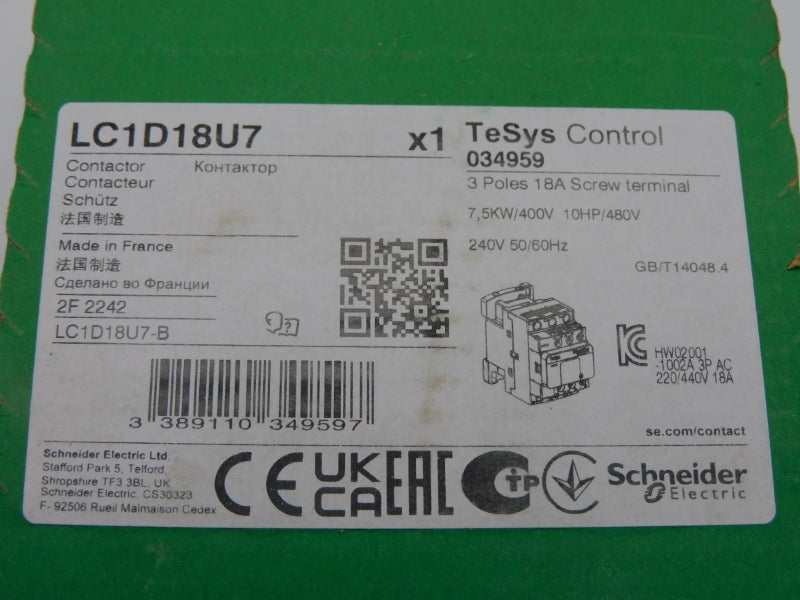 LC1D18U7
x1
Contactor Контактор
Contacteur
Schütz
法国制造
Made in France
法国制造
Сделано во Франции
2F 2242
LC1D18U7-B
3 389110 349597
TeSys Control
034959
3 Poles 18A Screw terminal
7,5KW/400V 10HP/480V
240V 50/60Hz
GB/T14048.4
HW02001
-1002A 3P AC
220/440V 18A
se.com/contact
Schneider Electric Ltd.
Stafford Park 5, Telford,
Shropshire TF3 3BL, UK
Schneider Electric, CS30323
F- 92506 Rueil Malmaison Cedex
CE
UK
CA
EAC
Schneider
Electric